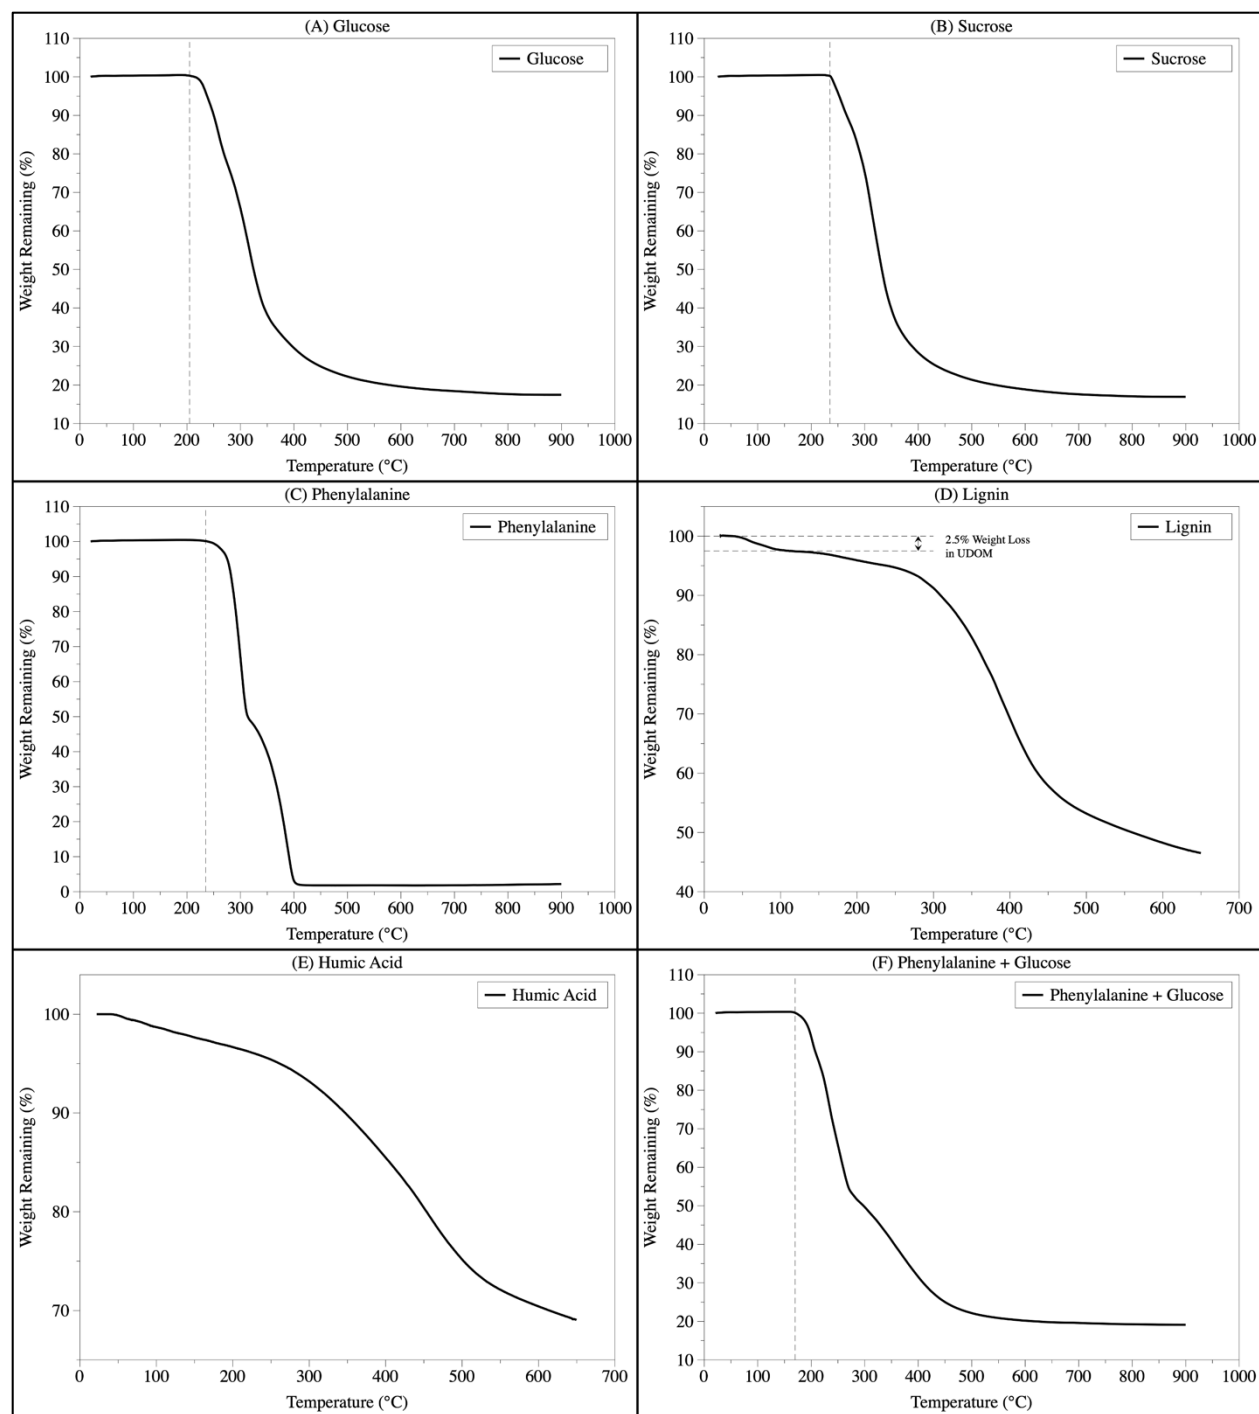 (A) Glucose
Glucose
110
100
90
80
70
60
50
40
30
20
10
Weight Remaining (%)
0 100 200 300 400 500 600 700 800 900 1000
Temperature (°C)
(B) Sucrose
Sucrose
110
100
90
80
70
60
50
40
30
20
10
Weight Remaining (%)
0 100 200 300 400 500 600 700 800 900 1000
Temperature (°C)
(C) Phenylalanine
Phenylalanine
110
100
90
80
70
60
50
40
30
20
10
0
Weight Remaining (%)
0 100 200 300 400 500 600 700 800 900 1000
Temperature (°C)
(D) Lignin
Lignin
2.5% Weight Loss
in UDOM
100
90
80
70
60
50
40
Weight Remaining (%)
0 100 200 300 400 500 600 700
Temperature (°C)
(E) Humic Acid
Humic Acid
100
90
80
70
Weight Remaining (%)
0 100 200 300 400 500 600 700
Temperature (°C)
(F) Phenylalanine + Glucose
Phenylalanine + Glucose
110
100
90
80
70
60
50
40
30
20
10
Weight Remaining (%)
0 100 200 300 400 500 600 700 800 900 1000
Temperature (°C)